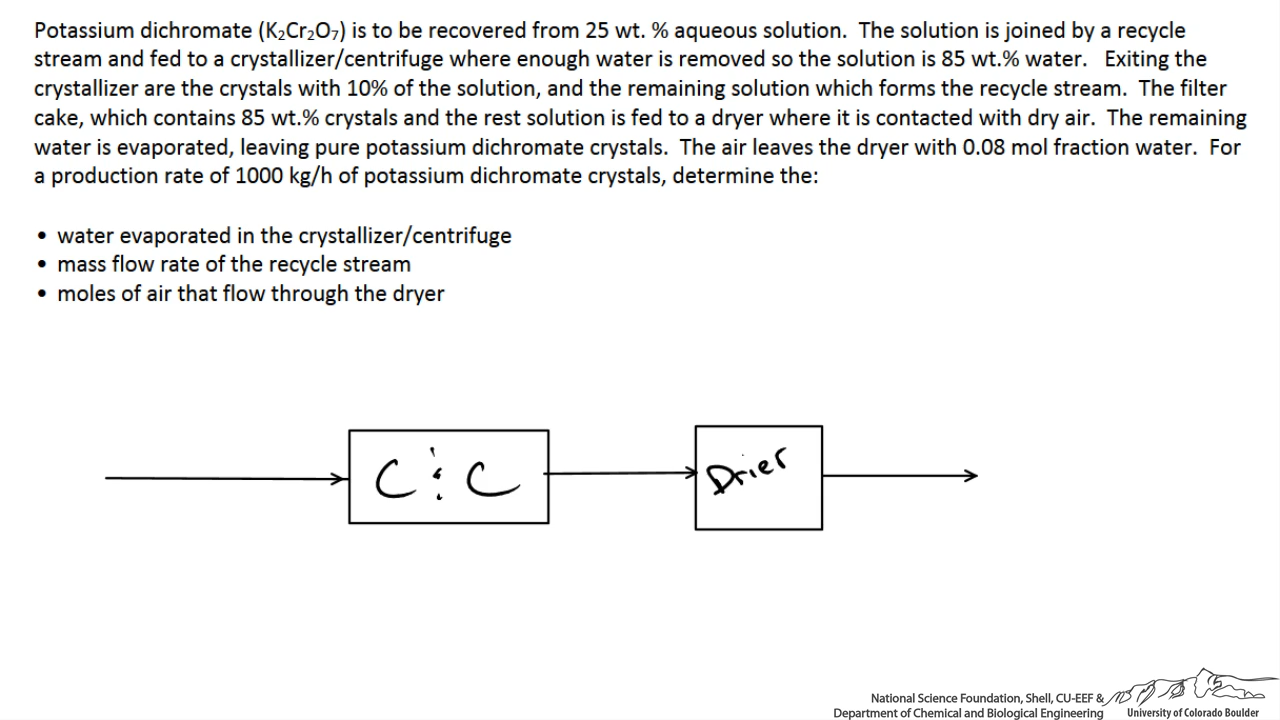 Potassium dichromate (K₂Cr₂O₇) is to be recovered from 25 wt. % aqueous solution. The solution is joined by a recycle
stream and fed to a crystallizer/centrifuge where enough water is removed so the solution is 85 wt.% water. Exiting the
crystallizer are the crystals with 10% of the solution, and the remaining solution which forms the recycle stream. The filter
cake, which contains 85 wt.% crystals and the rest solution is fed to a dryer where it is contacted with dry air. The remaining
water is evaporated, leaving pure potassium dichromate crystals. The air leaves the dryer with 0.08 mol fraction water. For
a production rate of 1000 kg/h of potassium dichromate crystals, determine the:
• water evaporated in the crystallizer/centrifuge
• mass flow rate of the recycle stream
• moles of air that flow through the dryer
C & C
Drier
National Science Foundation, Shell, CU-EEF &
Department of Chemical and Biological Engineering
University of Colorado Boulder